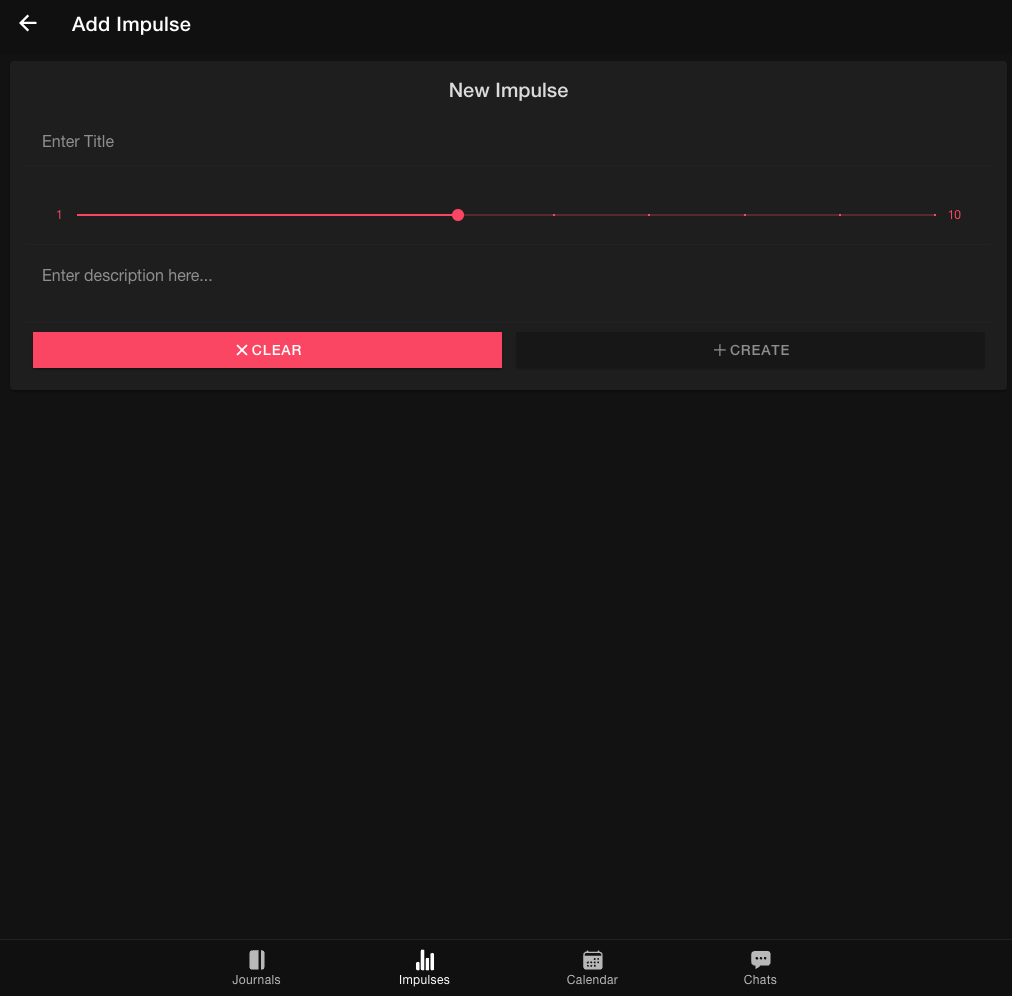 Add Impulse
New Impulse
Enter Title
1 10
Enter description here...
CLEAR CREATE
Journals Impulses Calendar Chats